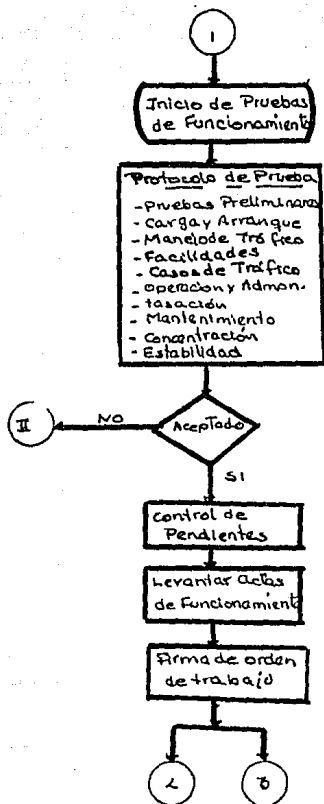 1
Inicio de Pruebas
de Funcionamiento
Protocolo de Prueba
- Pruebas Preliminares
- Carga y Arranque
- Manejo de Tráfico
- Facilidades
- Casos de Tráfico
- Operacion y Admon.
- tasación
- Mantenimiento
- Concentración
- Estabilidad
Aceptado
NO
II
SI
Control de
Pendientes
Levantar actas
de Funcionamiento
Firma de orden
de trabajo